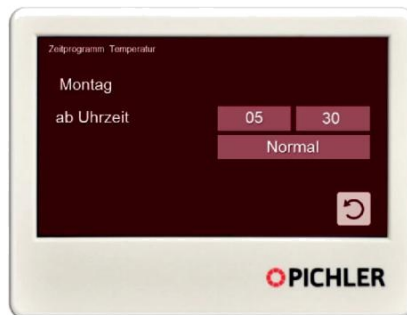 Zeitprogramm Temperatur
Montag
ab Uhrzeit 05 30
Normal
PICHLER